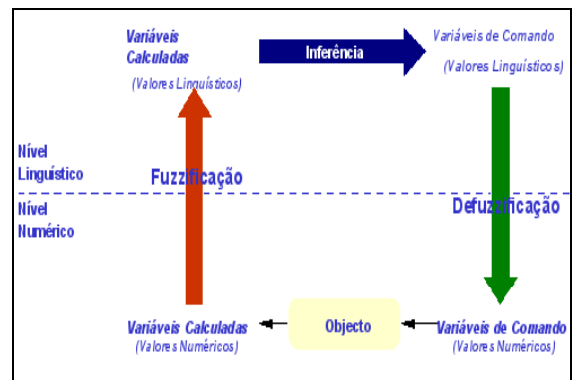 Variáveis
Calculadas
(Valores Linguísticos)
Inferência
Variáveis de Comando
(Valores Linguísticos)
Nível
Linguístico
Fuzzificação
Nível
Numérico
Defuzzificação
Variáveis Calculadas
(Valores Numéricos)
Objecto
Variáveis de Comando
(Valores Numéricos)